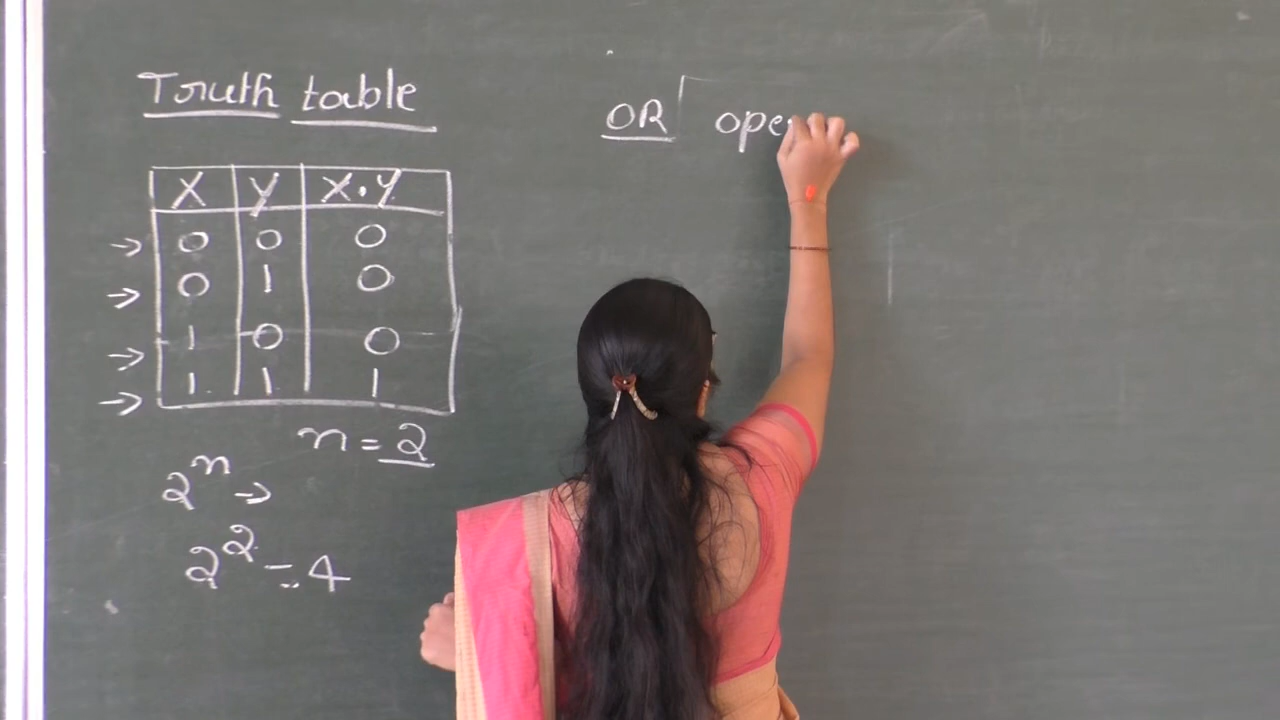 Truth table
X Y X·Y
→ 0 0 0
→ 0 1 0
→ 1 0 0
→ 1 1 1
n = 2
2ⁿ →
2² = 4
OR ope